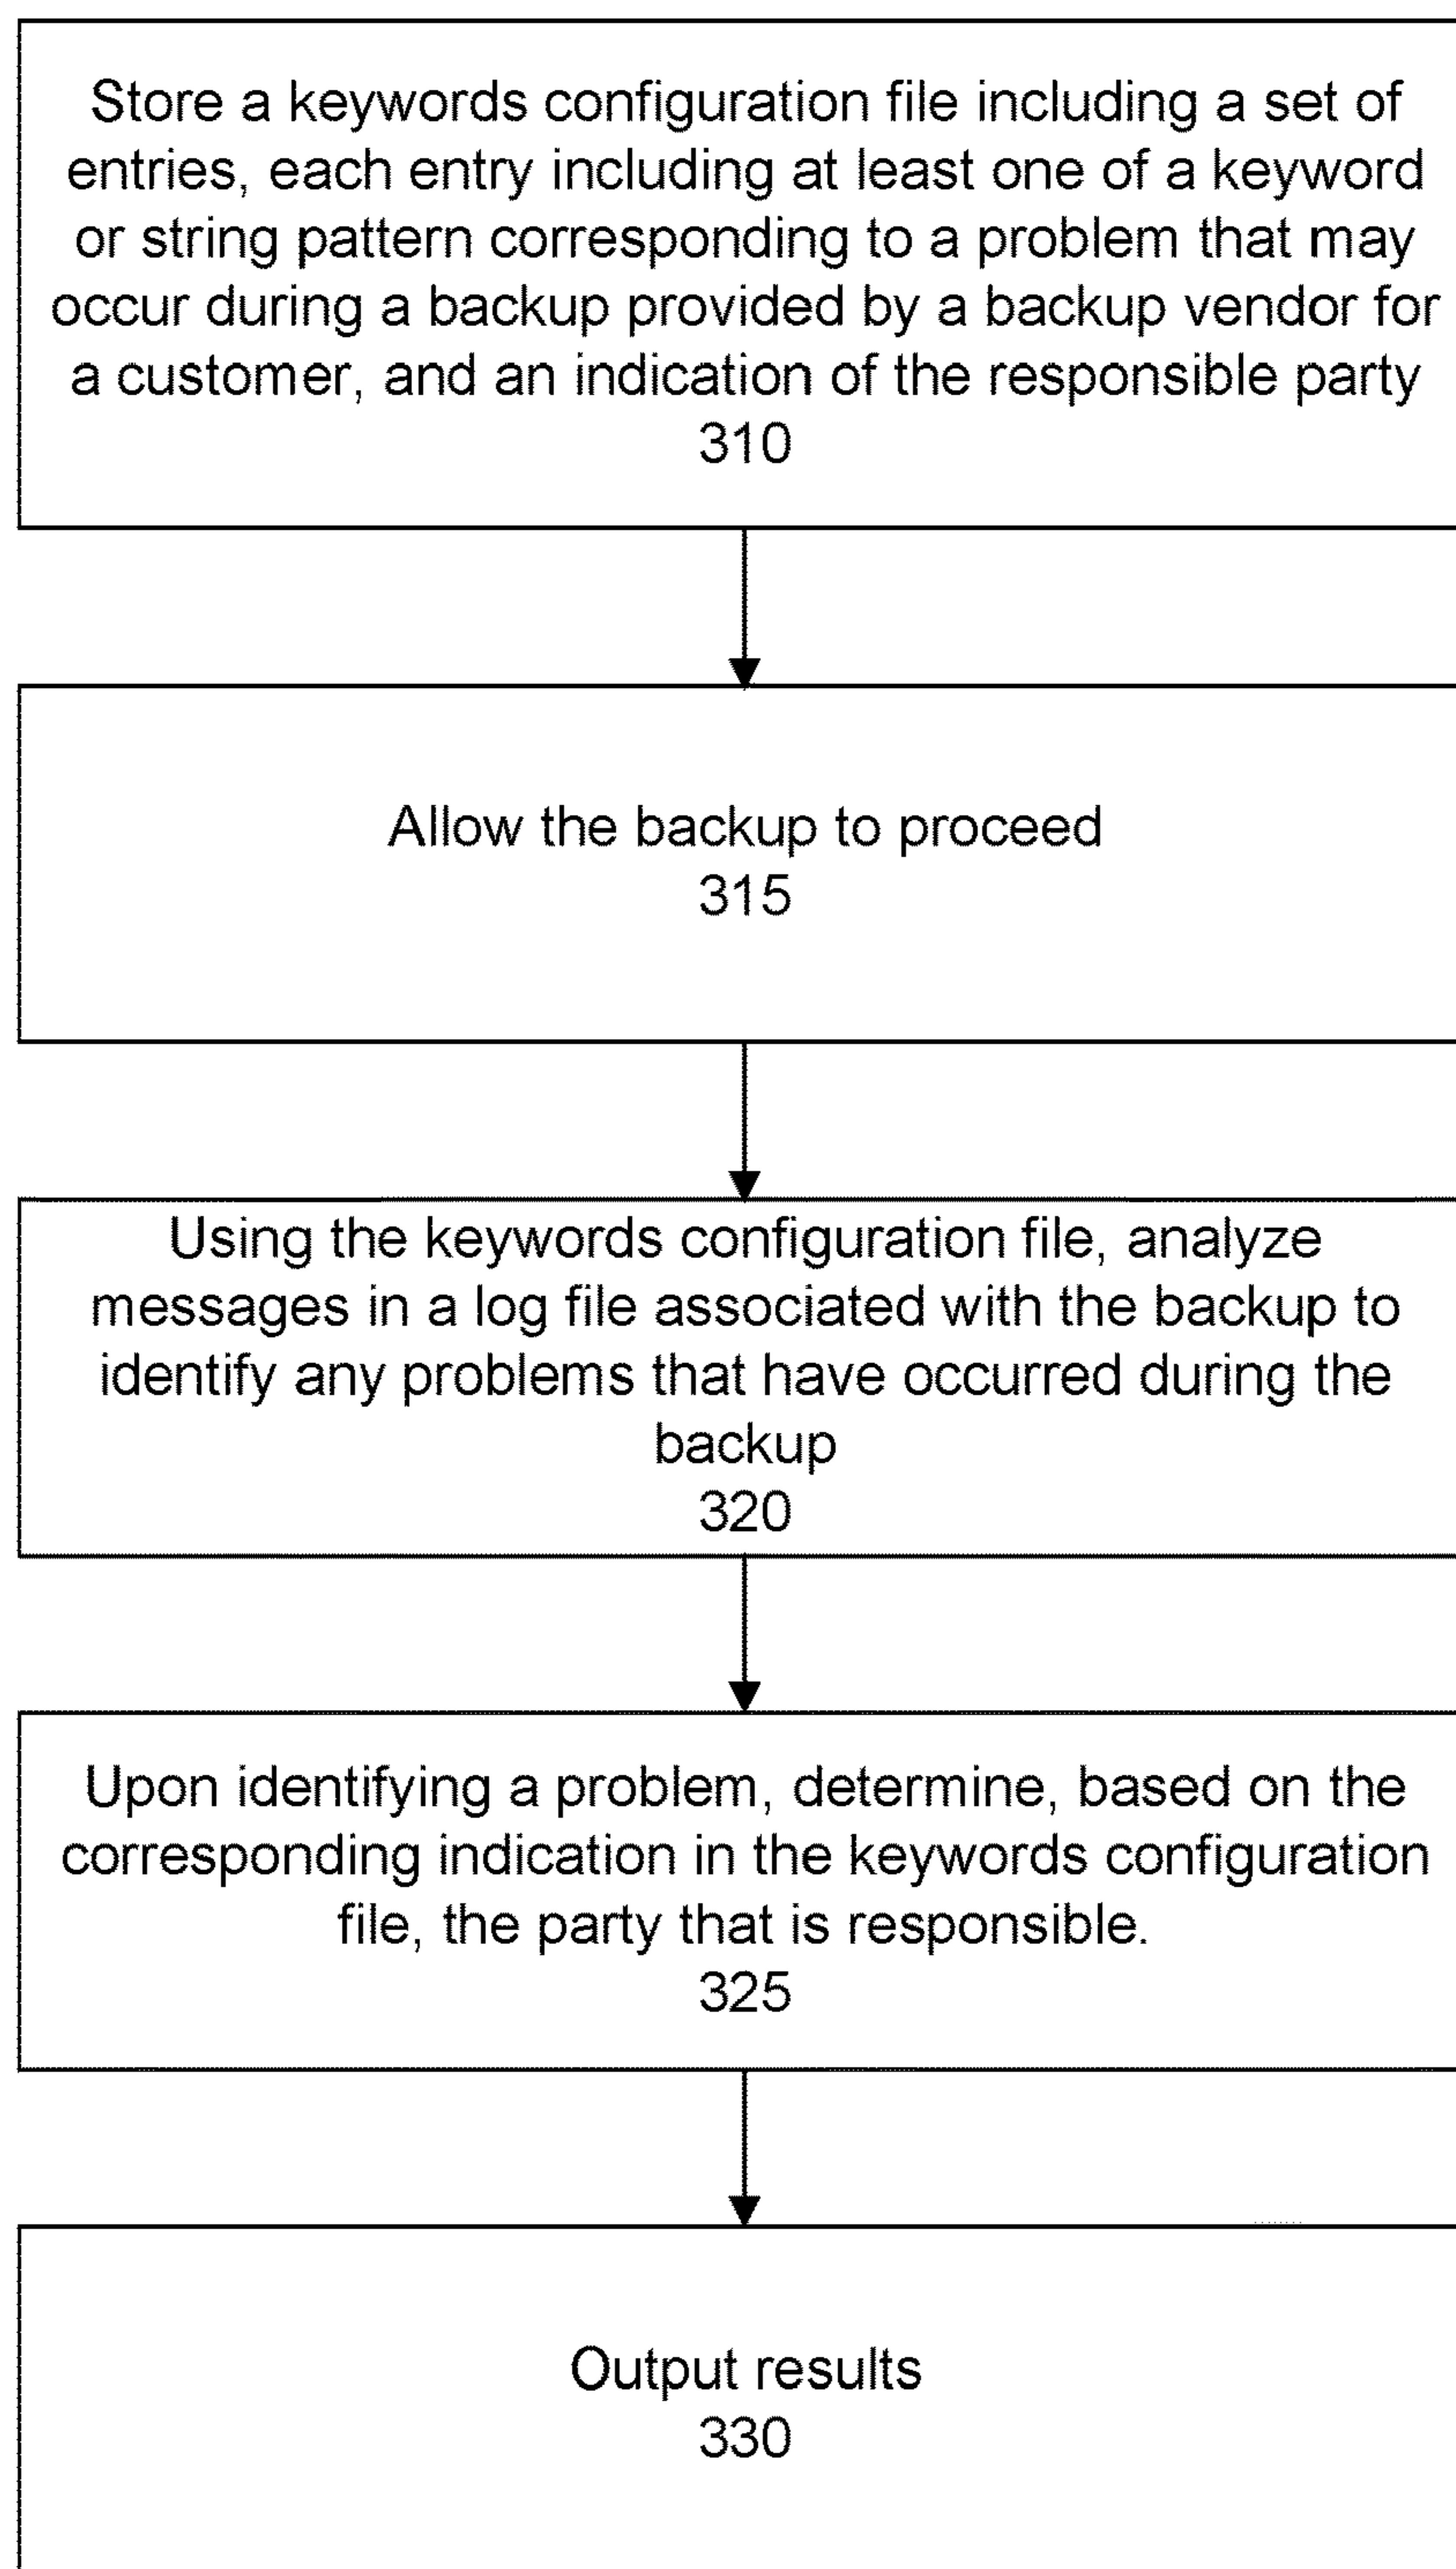 Store a keywords configuration file including a set of
entries, each entry including at least one of a keyword
or string pattern corresponding to a problem that may
occur during a backup provided by a backup vendor for
a customer, and an indication of the responsible party
310
Allow the backup to proceed
315
Using the keywords configuration file, analyze
messages in a log file associated with the backup to
identify any problems that have occurred during the
backup
320
Upon identifying a problem, determine, based on the
corresponding indication in the keywords configuration
file, the party that is responsible.
325
Output results
330